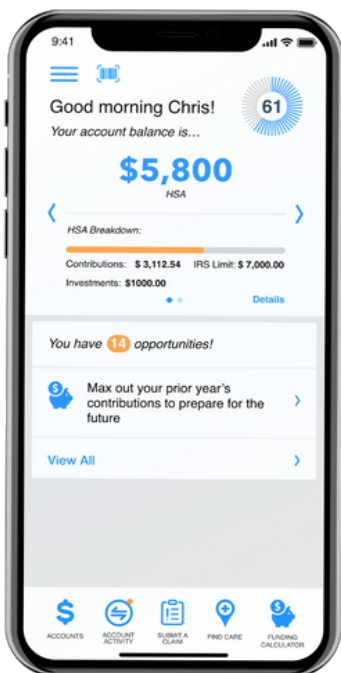 9:41
Good morning Chris!
61
Your account balance is...
$5,800
HSA
HSA Breakdown:
Contributions: $ 3,112.54 IRS Limit: $ 7,000.00
Investments: $1000.00
Details
You have 14 opportunities!
Max out your prior year's
contributions to prepare for the
future
View All
ACCOUNTS
ACCOUNT
ACTIVITY
SUBMIT A
CLAIM
FIND CARE
FUNDING
CALCULATOR